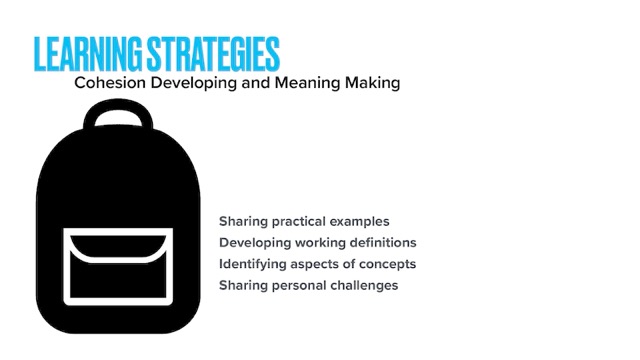 LEARNING STRATEGIES
Cohesion Developing and Meaning Making
Sharing practical examples
Developing working definitions
Identifying aspects of concepts
Sharing personal challenges